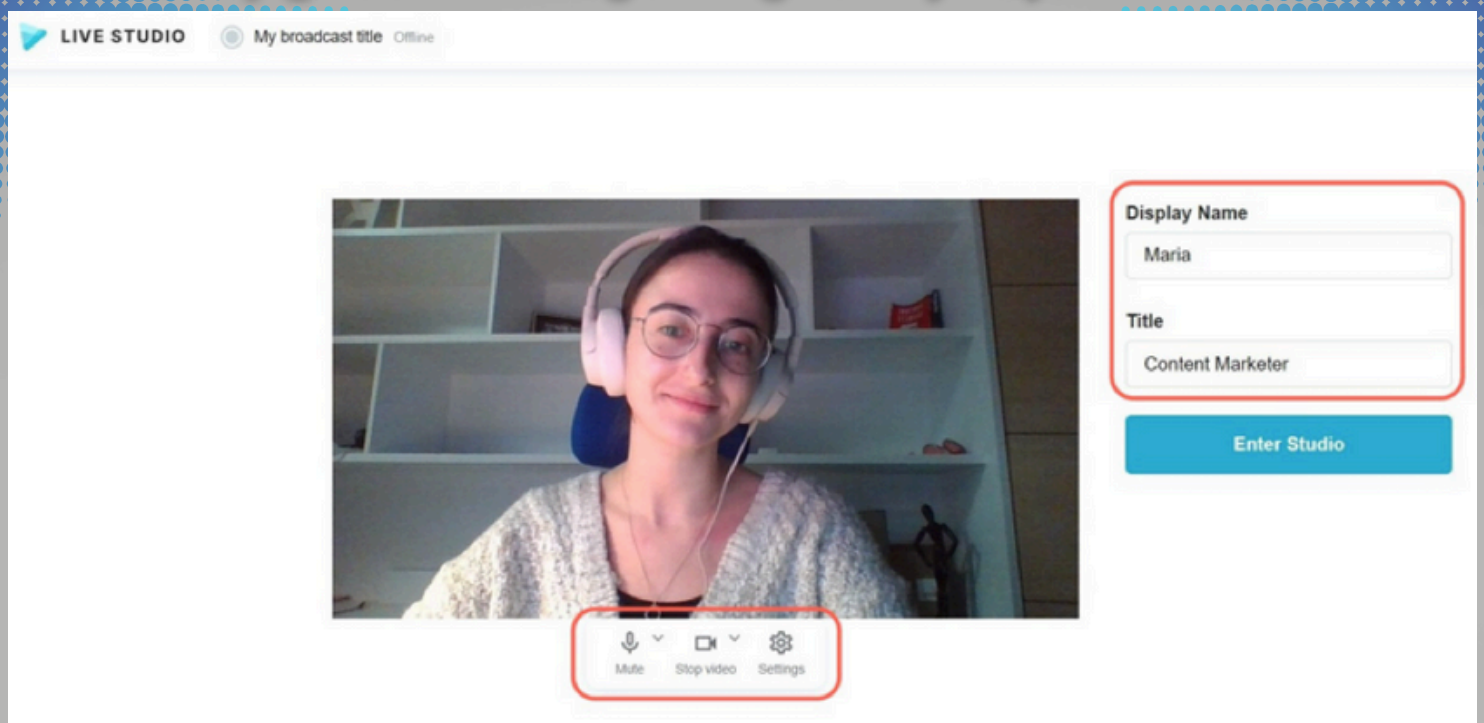 LIVE STUDIO My broadcast title Offline
Display Name
Maria
Title
Content Marketer
Enter Studio
Mute Stop video Settings